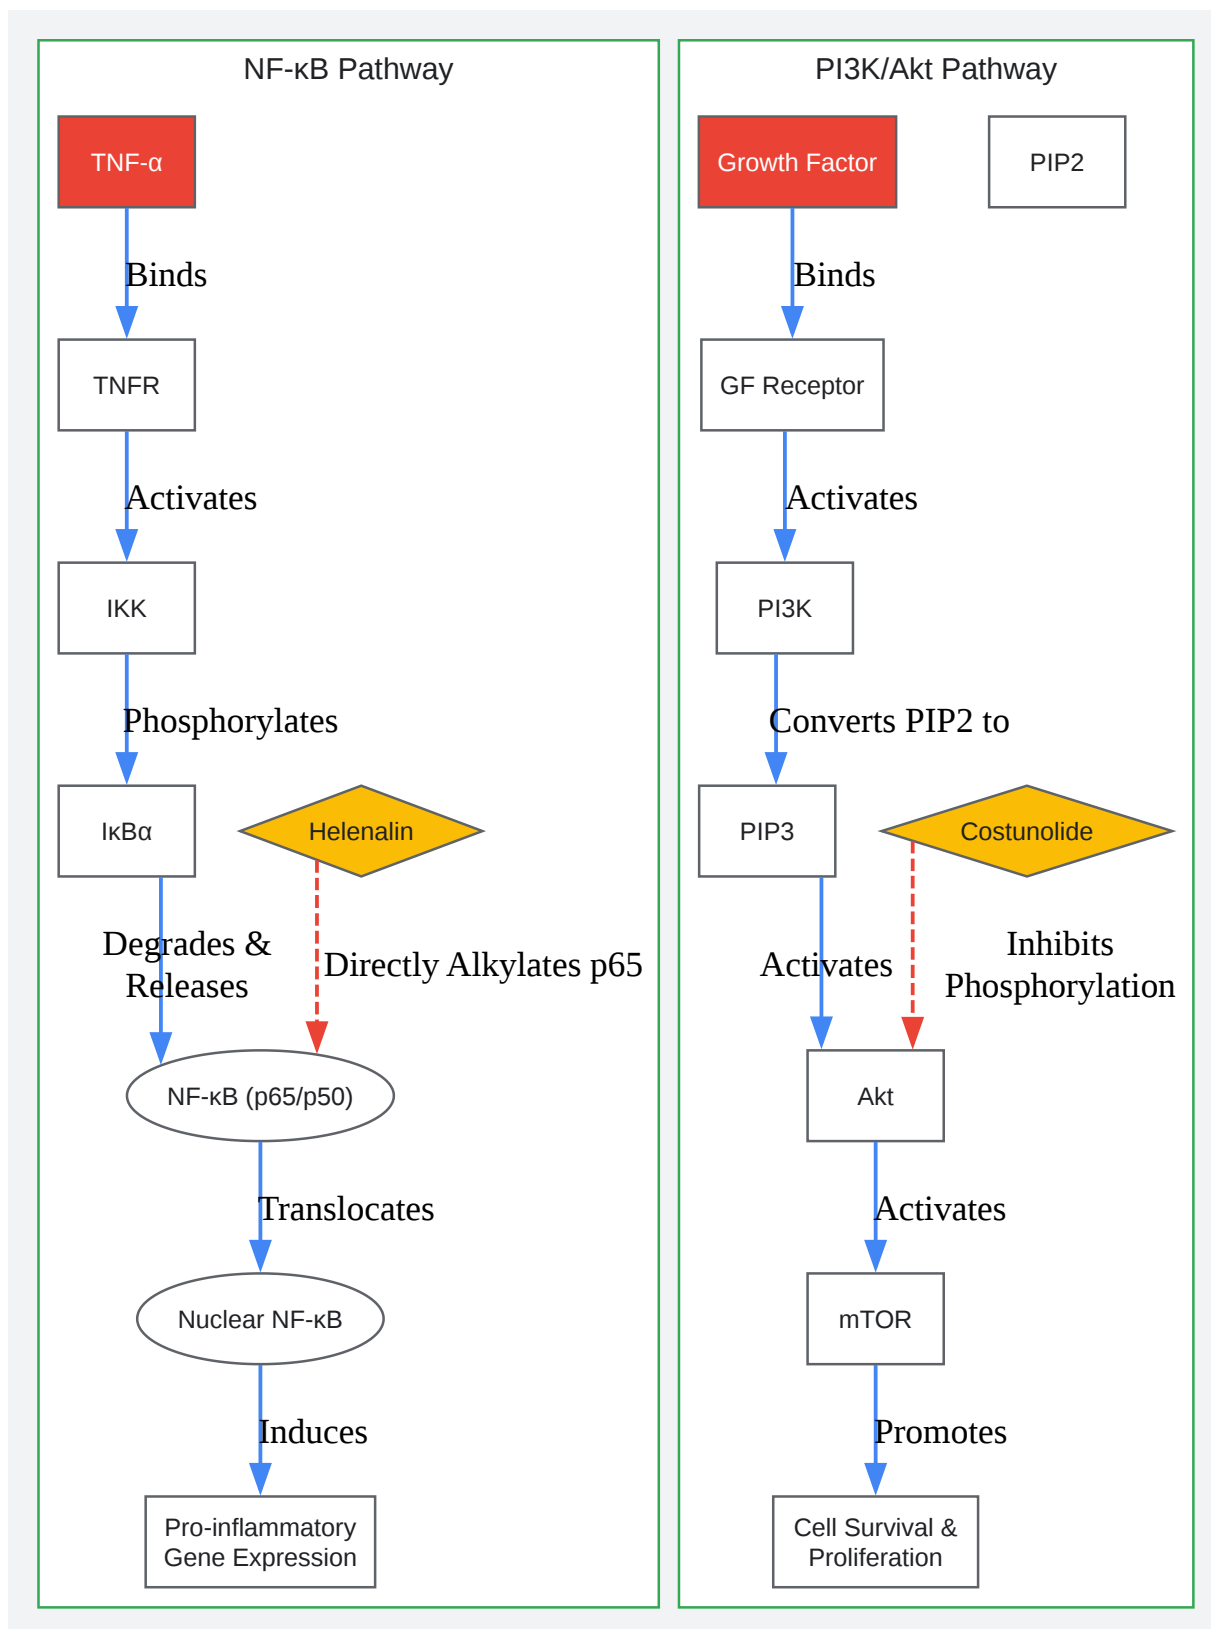 NF-κB Pathway
TNF-α
Binds
TNFR
Activates
IKK
Phosphorylates
IκBα
Helenalin
Degrades &
Releases
Directly Alkylates p65
NF-κB (p65/p50)
Translocates
Nuclear NF-κB
Induces
Pro-inflammatory
Gene Expression
PI3K/Akt Pathway
Growth Factor
PIP2
Binds
GF Receptor
Activates
PI3K
Converts PIP2 to
PIP3
Costunolide
Activates
Inhibits
Phosphorylation
Akt
Activates
mTOR
Promotes
Cell Survival &
Proliferation